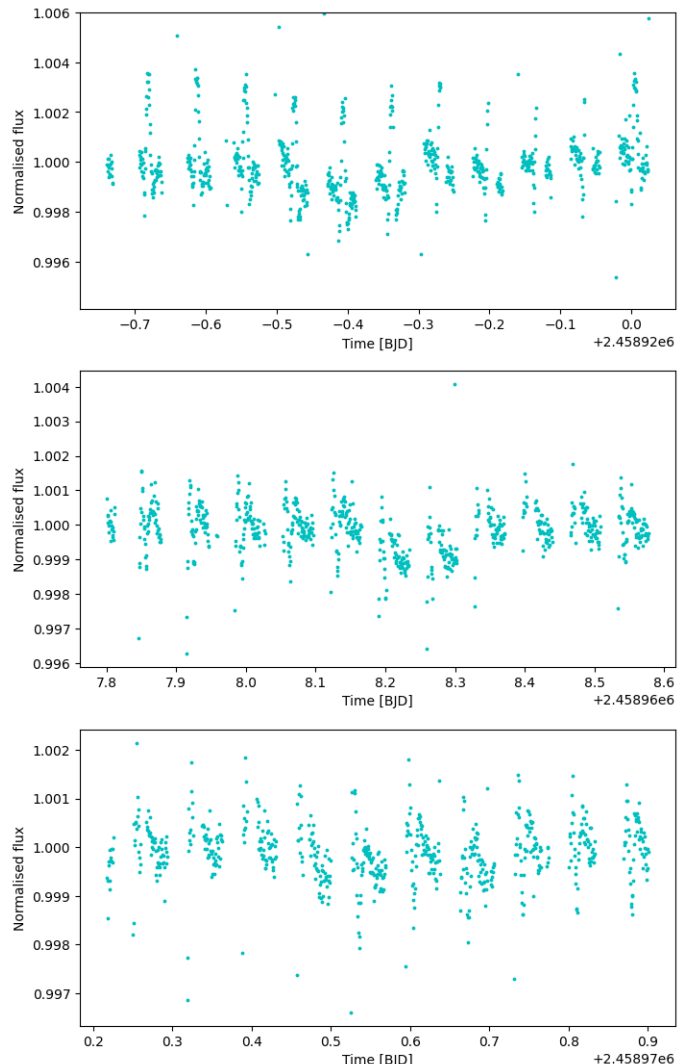 1.006
1.004
1.002
1.000
0.998
0.996
Normalised flux
−0.7 −0.6 −0.5 −0.4 −0.3 −0.2 −0.1 0.0
Time [BJD]
+2.45892e6
1.004
1.003
1.002
1.001
1.000
0.999
0.998
0.997
0.996
Normalised flux
7.8 7.9 8.0 8.1 8.2 8.3 8.4 8.5 8.6
Time [BJD]
+2.45896e6
1.002
1.001
1.000
0.999
0.998
0.997
Normalised flux
0.2 0.3 0.4 0.5 0.6 0.7 0.8 0.9
Time [BJD]
+2.45897e6